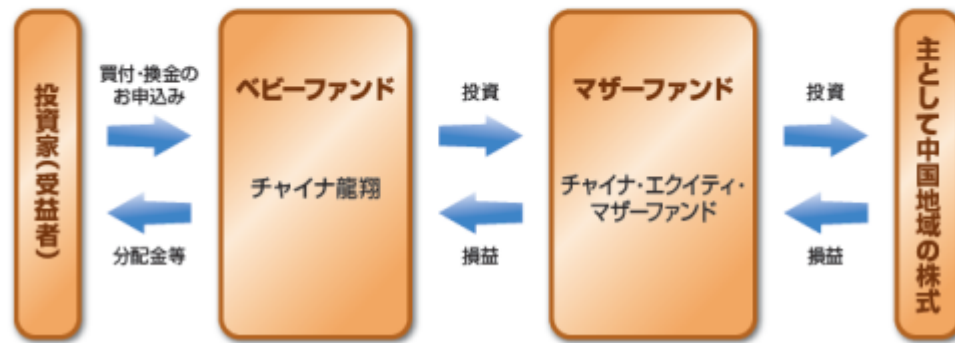 投資家(受益者)
買付・換金の
お申込み
分配金等
ベビーファンド
チャイナ龍翔
投資
損益
マザーファンド
チャイナ・エクイティ・
マザーファンド
投資
損益
主として中国地域の株式